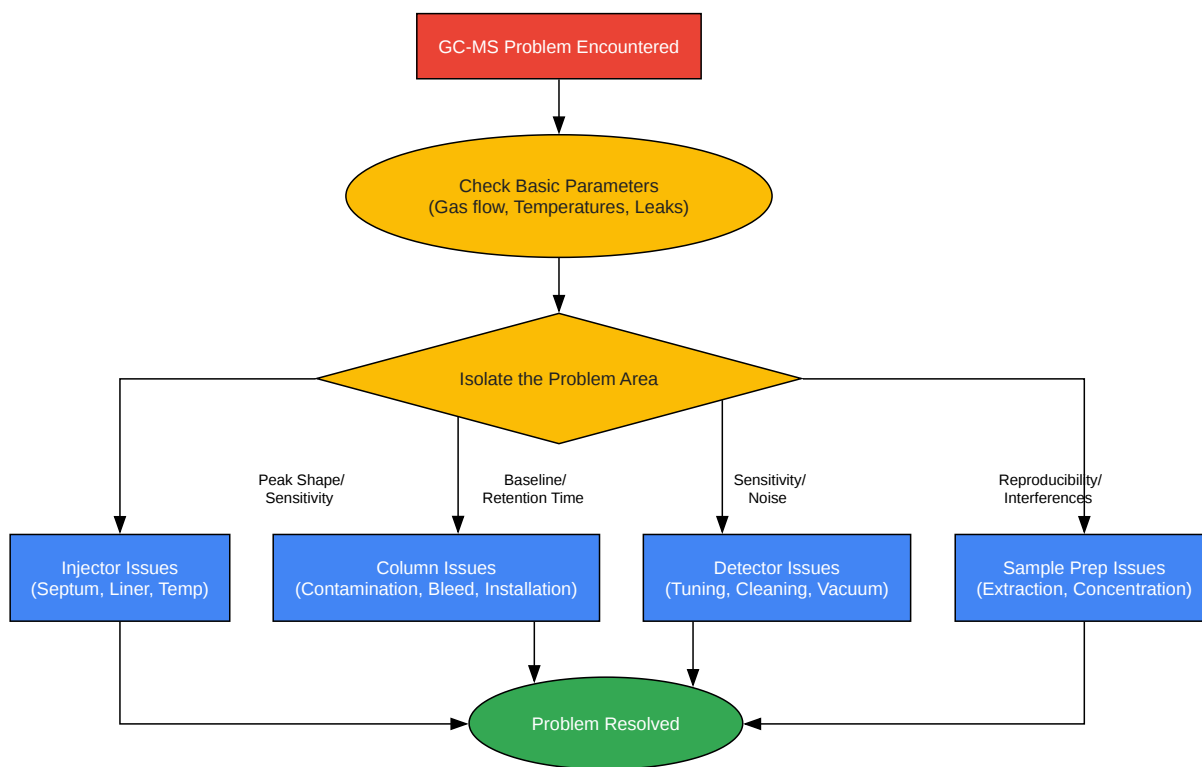 GC-MS Problem Encountered
Check Basic Parameters
(Gas flow, Temperatures, Leaks)
Isolate the Problem Area
Peak Shape/
Sensitivity
Baseline/
Retention Time
Sensitivity/
Noise
Reproducibility/
Interferences
Injector Issues
(Septum, Liner, Temp)
Column Issues
(Contamination, Bleed, Installation)
Detector Issues
(Tuning, Cleaning, Vacuum)
Sample Prep Issues
(Extraction, Concentration)
Problem Resolved